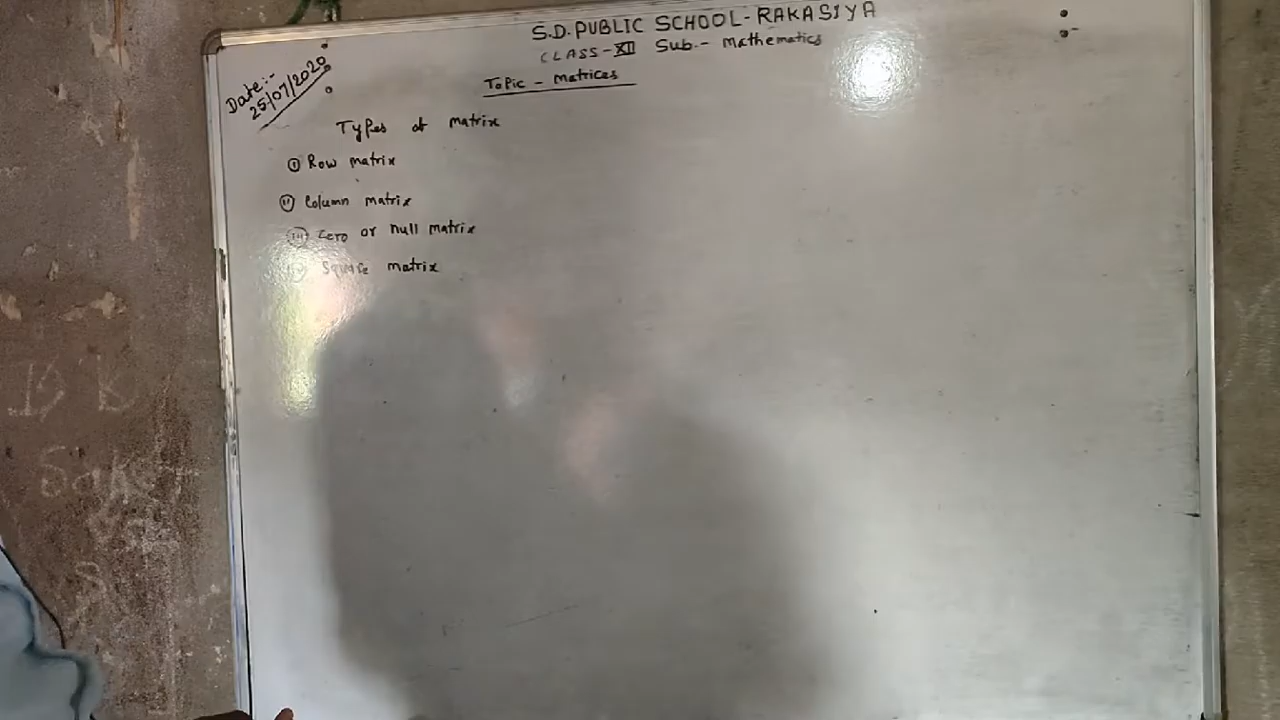 S.D. PUBLIC SCHOOL - RAKASIYA
CLASS - XII Sub. - Mathematics
Date:-
25/07/2020
Topic - Matrices
Types of matrix
(i) Row matrix
(ii) Column matrix
(iii) Zero or null matrix
Square matrix